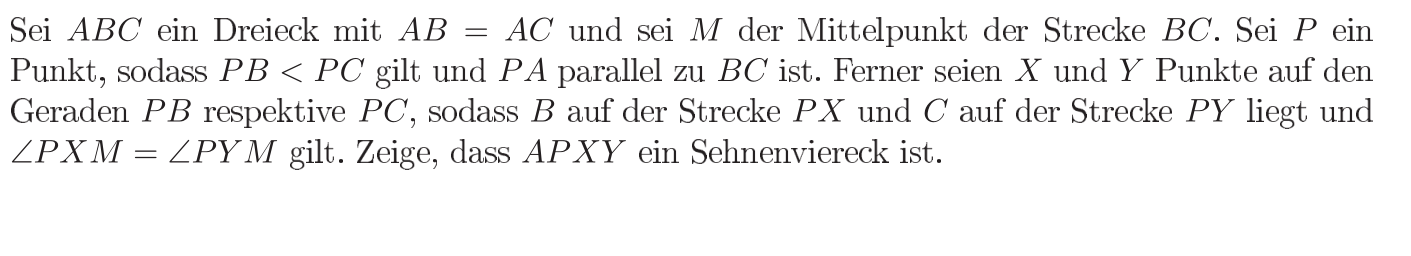 Sei ABC ein Dreieck mit AB = AC und sei M der Mittelpunkt der Strecke BC. Sei P ein
Punkt, sodass PB < PC gilt und PA parallel zu BC ist. Ferner seien X und Y Punkte auf den
Geraden PB respektive PC, sodass B auf der Strecke PX und C auf der Strecke PY liegt und
∠PXM = ∠PYM gilt. Zeige, dass APXY ein Sehnenviereck ist.